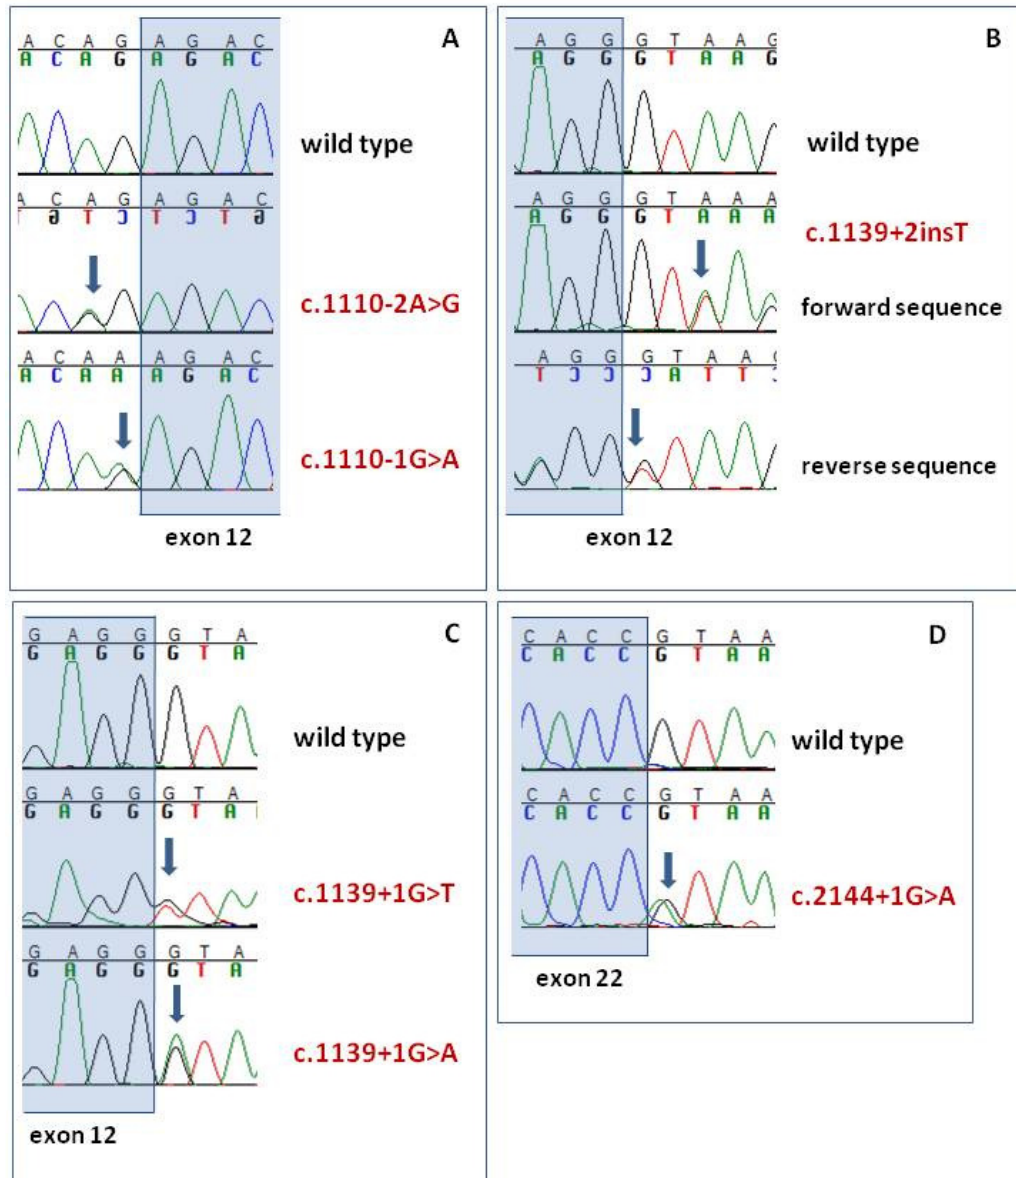 A C A G A G A C
A C A G A G A C
A
wild type
A C A G A G A C
T G T C T C T G
c.1110-2A>G
A C A A A G A C
A C A A A G A C
c.1110-1G>A
exon 12
A G G G T A A G
A G G G T A A G
B
wild type
A G G G T A A A
A G G G T A A A
c.1139+2insT
forward sequence
A G G G T A A G
T C C C A T T C
reverse sequence
exon 12
G A G G G T A
G A G G G T A
C
wild type
G A G G G T A
G A G G G T A
c.1139+1G>T
G A G G G T A
G A G G G T A
c.1139+1G>A
exon 12
C A C C G T A A
C A C C G T A A
D
wild type
C A C C G T A A
C A C C G T A A
c.2144+1G>A
exon 22